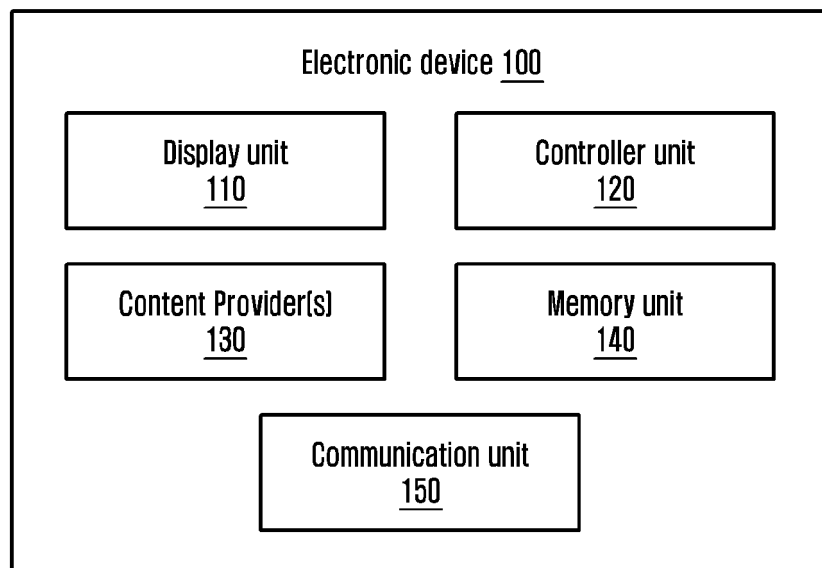 Electronic device 100
Display unit
110
Controller unit
120
Content Provider(s)
130
Memory unit
140
Communication unit
150